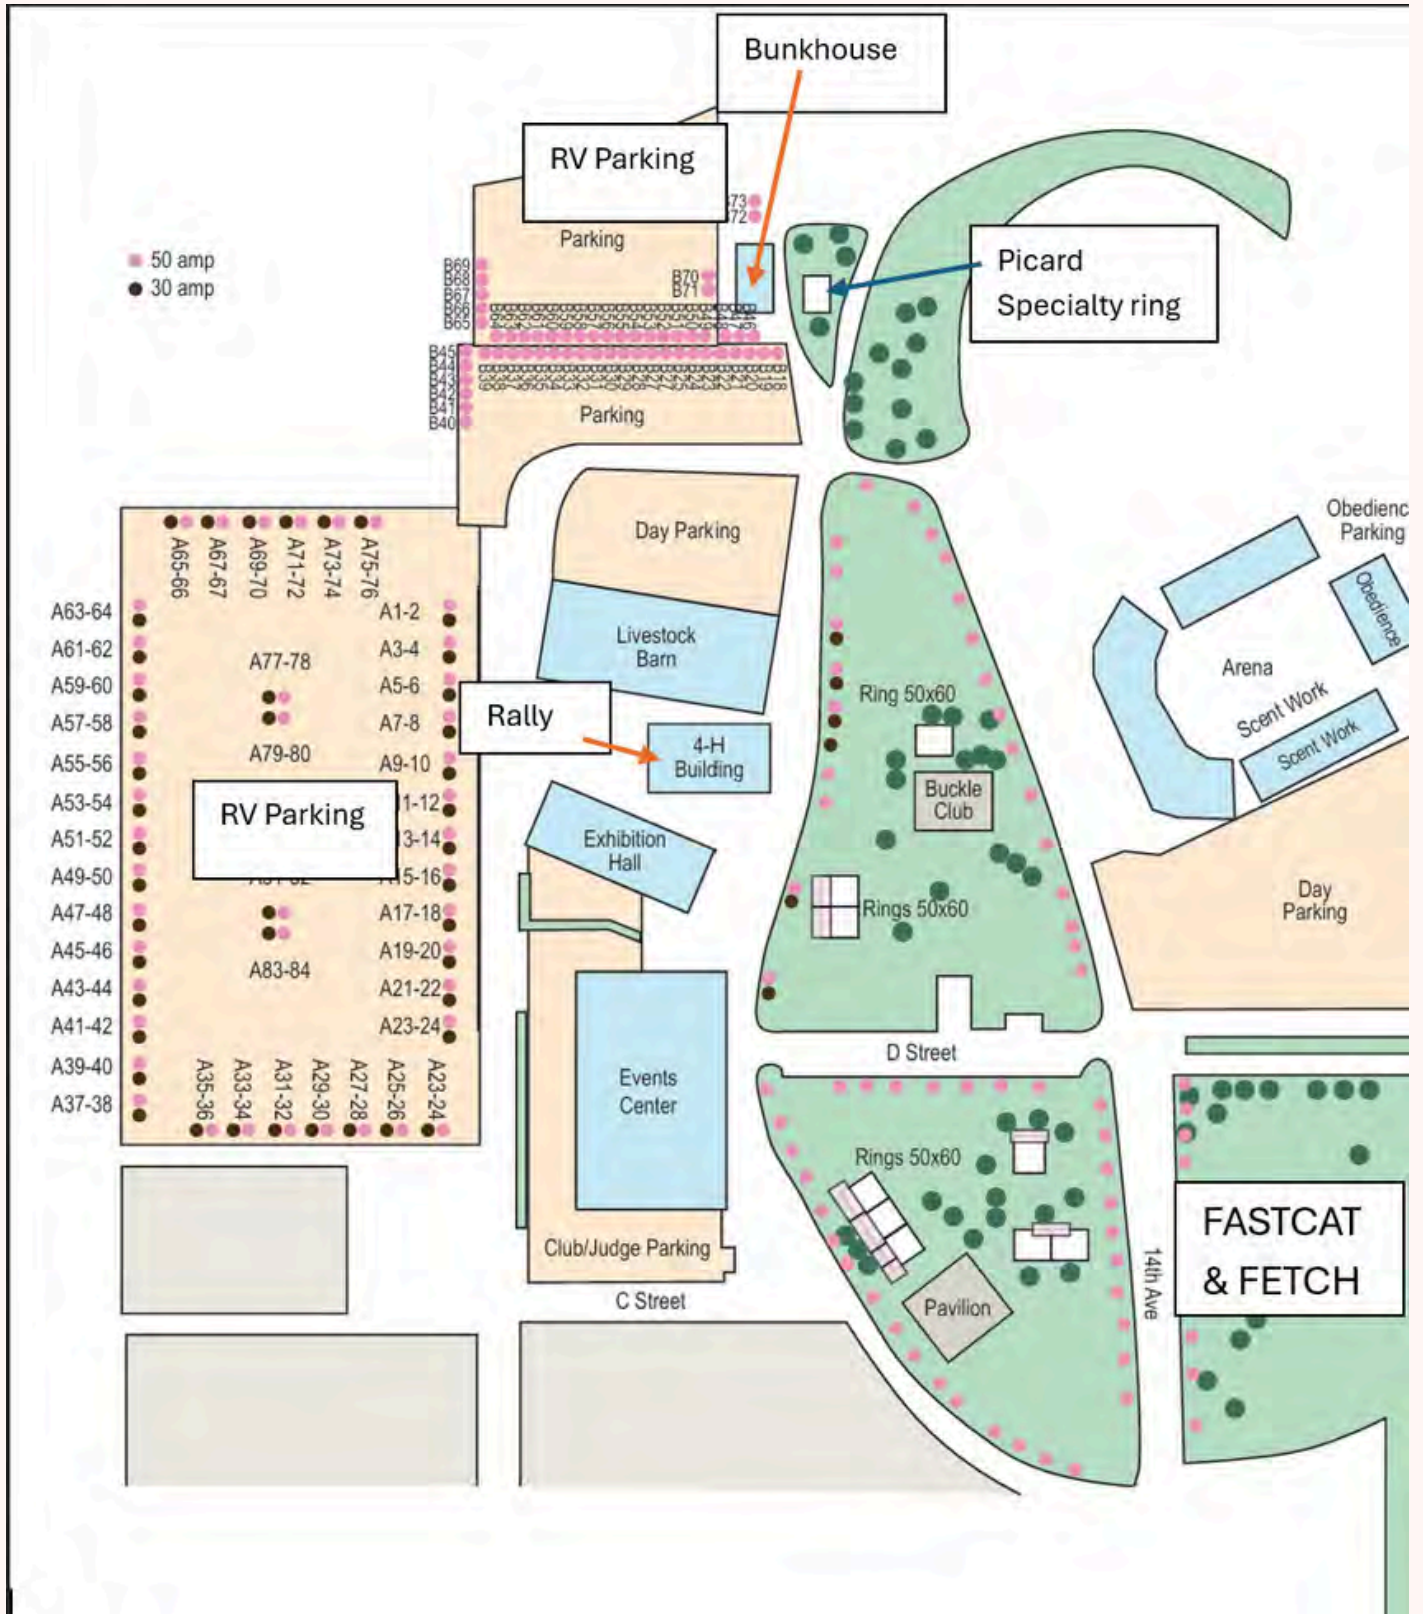 Bunkhouse
RV Parking
Parking
50 amp
30 amp
Picard
Specialty ring
B69
B68
B67
B66
B65
B70
B71
B45
B44
B43
B42
B41
B40
Parking
Day Parking
Livestock
Barn
Rally
4-H
Building
Exhibition
Hall
Events
Center
Club/Judge Parking
C Street
A65-66
A67-67
A69-70
A71-72
A73-74
A75-76
A63-64
A61-62
A59-60
A57-58
A55-56
A53-54
A51-52
A49-50
A47-48
A45-46
A43-44
A41-42
A39-40
A37-38
A1-2
A3-4
A5-6
A7-8
A9-10
11-12
13-14
15-16
A17-18
A19-20
A21-22
A23-24
A77-78
A79-80
RV Parking
A83-84
A35-36
A33-34
A31-32
A29-30
A27-28
A25-26
A23-24
Ring 50x60
Buckle
Club
Rings 50x60
D Street
Rings 50x60
Pavilion
14th Ave
Obedienc
Parking
Obedience
Arena
Scent Work
Scent Work
Day
Parking
FASTCAT
& FETCH